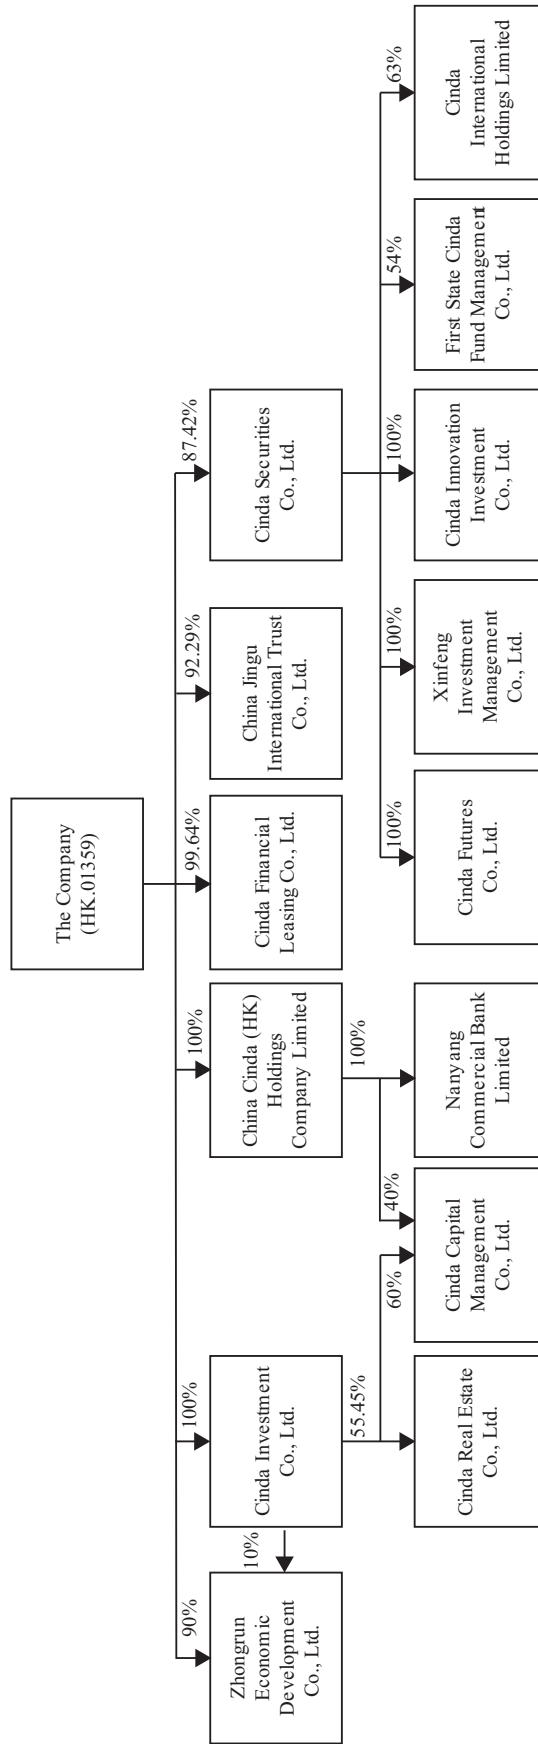 The Company
(HK.01359)
90%
100%
100%
99.64%
92.29%
87.42%
Zhongrun
Economic
Development
Co., Ltd.
10%
Cinda Investment
Co., Ltd.
China Cinda (HK)
Holdings
Company Limited
Cinda Financial
Leasing Co., Ltd.
China Jingu
International Trust
Co., Ltd.
Cinda Securities
Co., Ltd.
55.45%
60%
40%
100%
100%
100%
100%
54%
63%
Cinda Real Estate
Co., Ltd.
Cinda Capital
Management
Co., Ltd.
Nanyang
Commercial Bank
Limited
Cinda Futures
Co., Ltd.
Xinfeng
Investment
Management
Co., Ltd.
Cinda Innovation
Investment
Co., Ltd.
First State Cinda
Fund Management
Co., Ltd.
Cinda
International
Holdings Limited